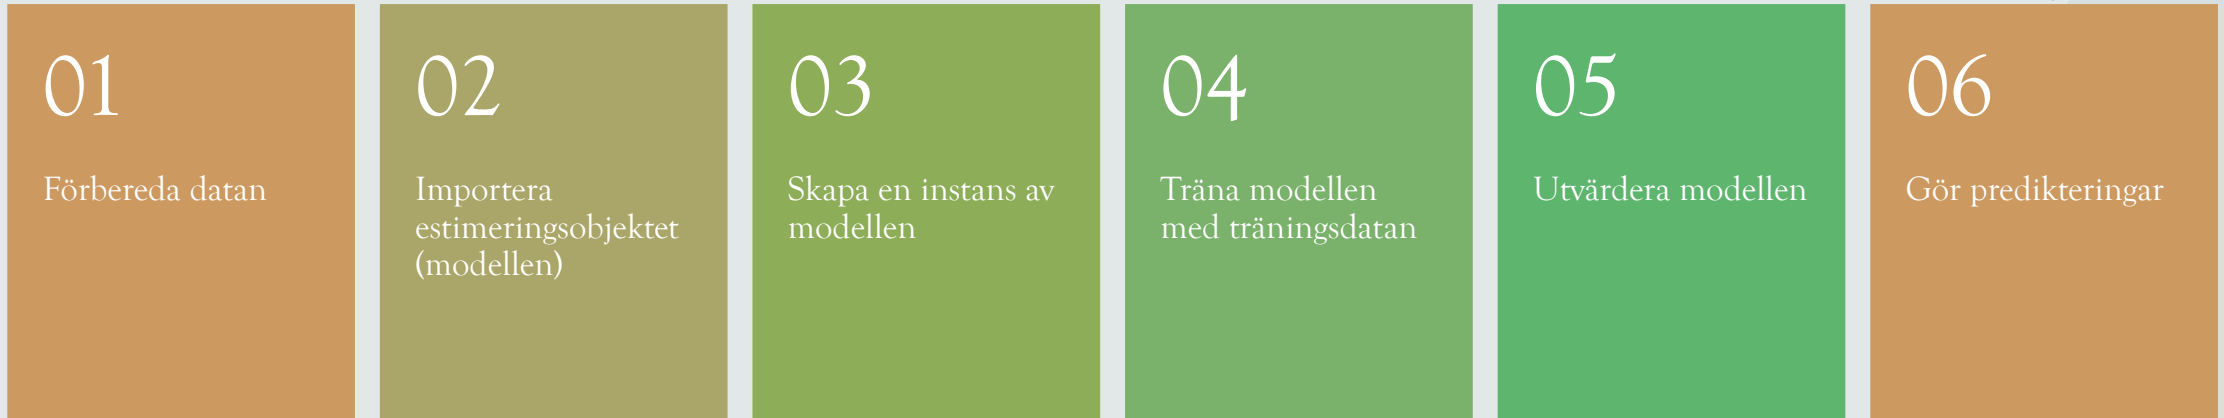 01
Förbereda datan
02
Importera
estimeringsobjektet
(modellen)
03
Skapa en instans av
modellen
04
Träna modellen
med träningsdatan
05
Utvärdera modellen
06
Gör predikteringar